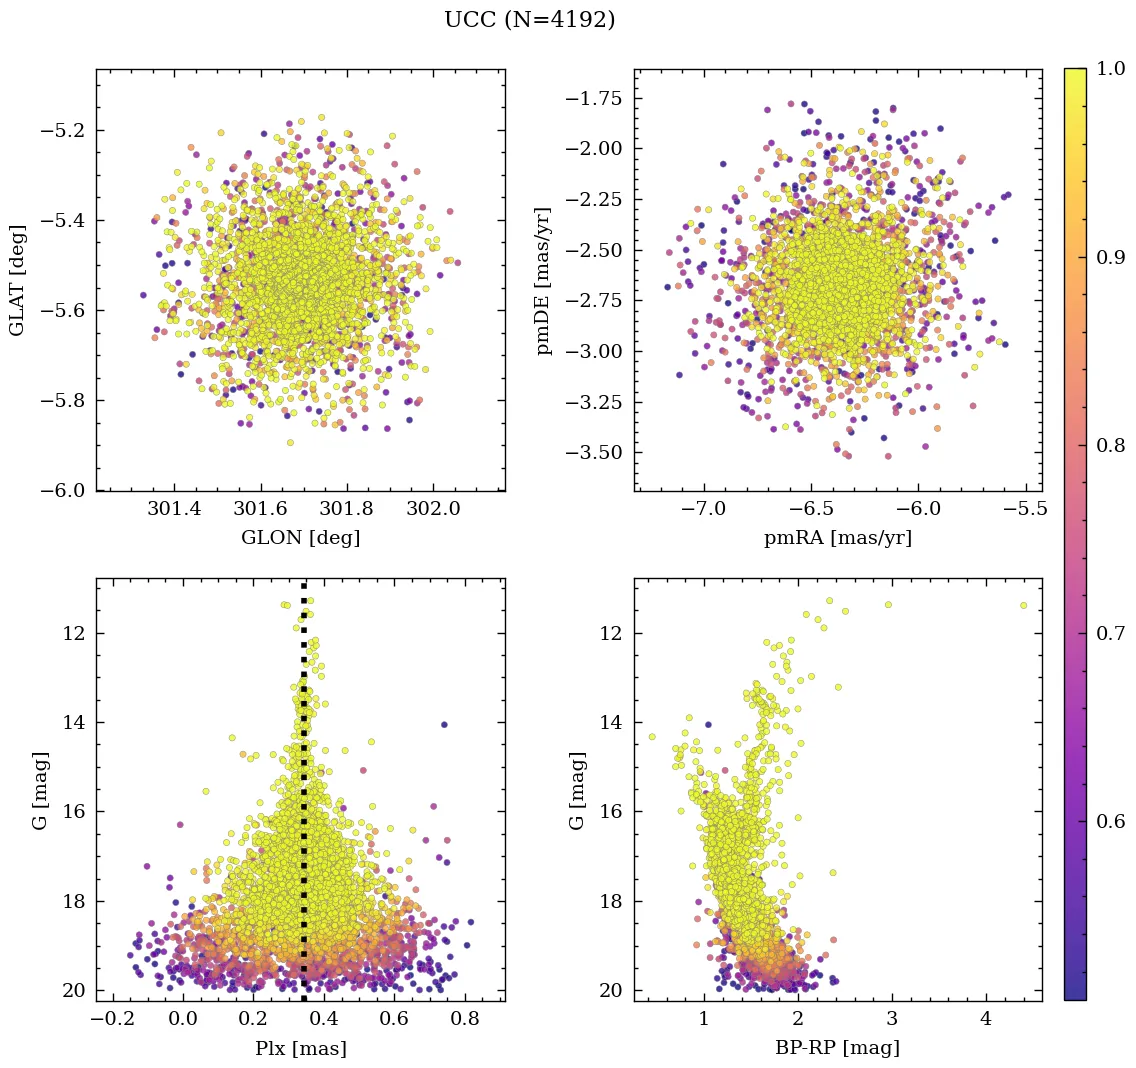 UCC (N=4192)
−5.2
−5.4
−5.6
−5.8
−6.0
GLAT [deg]
301.4 301.6 301.8 302.0
GLON [deg]
−1.75
−2.00
−2.25
−2.50
−2.75
−3.00
−3.25
−3.50
pmDE [mas/yr]
−7.0 −6.5 −6.0 −5.5
pmRA [mas/yr]
12
14
16
18
20
G [mag]
−0.2 0.0 0.2 0.4 0.6 0.8
Plx [mas]
12
14
16
18
20
G [mag]
1 2 3 4
BP-RP [mag]
1.0
0.9
0.8
0.7
0.6